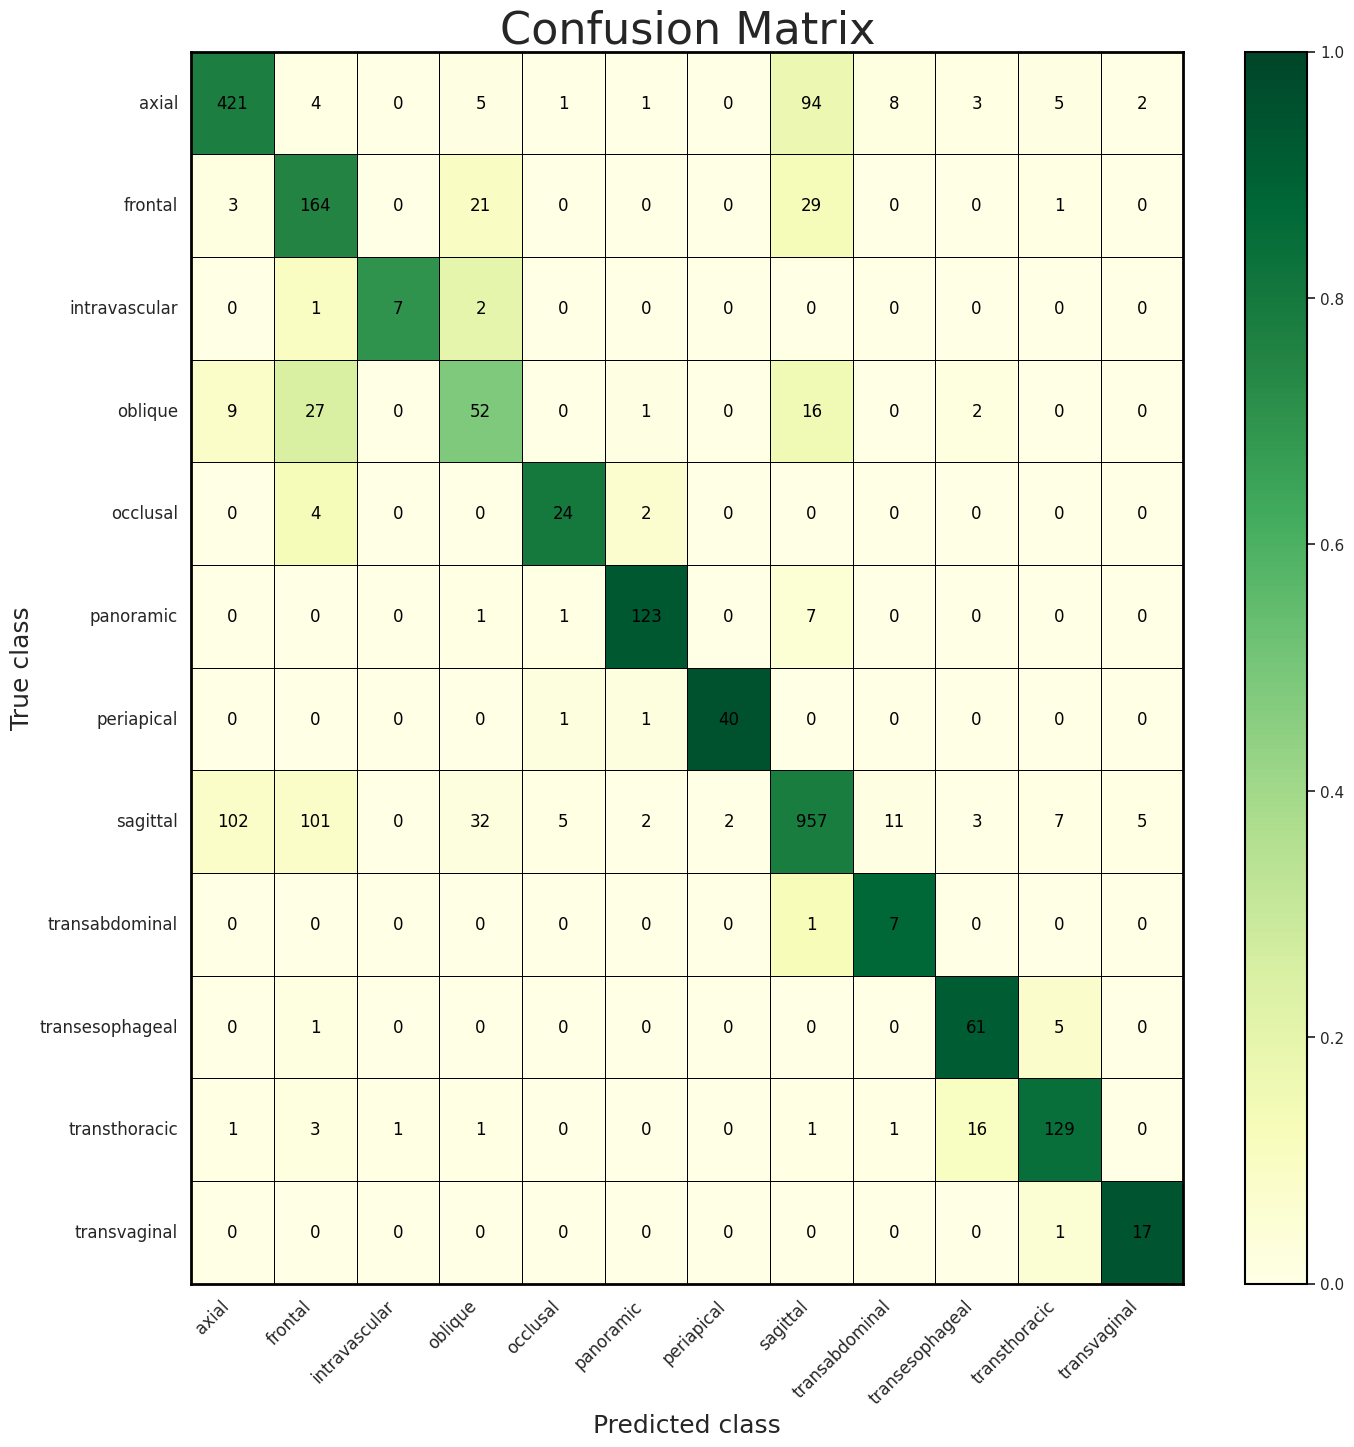 Confusion Matrix
axial 421 4 0 5 1 1 0 94 8 3 5 2
frontal 3 164 0 21 0 0 0 29 0 0 1 0
intravascular 0 1 7 2 0 0 0 0 0 0 0 0
oblique 9 27 0 52 0 1 0 16 0 2 0 0
occlusal 0 4 0 0 24 2 0 0 0 0 0 0
panoramic 0 0 0 1 1 123 0 7 0 0 0 0
periapical 0 0 0 0 1 1 40 0 0 0 0 0
sagittal 102 101 0 32 5 2 2 957 11 3 7 5
transabdominal 0 0 0 0 0 0 0 1 7 0 0 0
transesophageal 0 1 0 0 0 0 0 0 0 61 5 0
transthoracic 1 3 1 1 0 0 0 1 1 16 129 0
transvaginal 0 0 0 0 0 0 0 0 0 0 1 17
axial frontal intravascular oblique occlusal panoramic periapical sagittal transabdominal transesophageal transthoracic transvaginal
Predicted class
True class
1.0
0.8
0.6
0.4
0.2
0.0